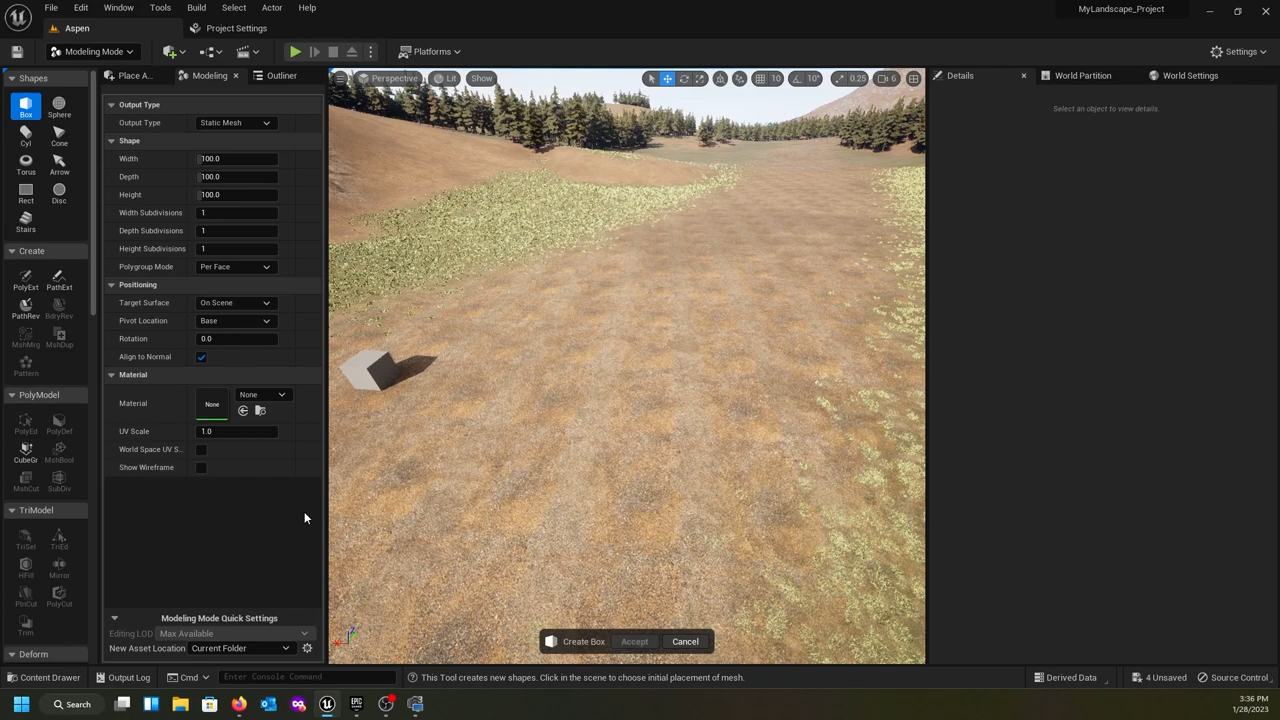 File Edit Window Tools Build Select Actor Help
MyLandscape_Project
Aspen
Project Settings
Modeling Mode
Platforms
Settings
Shapes
Place A...
Modeling
Outliner
Perspective
Lit
Show
10
10°
0.25
6
Details
World Partition
World Settings
Box
Sphere
Cyl
Cone
Torus
Arrow
Rect
Disc
Stairs
Create
PolyExt
PathExt
PathRev
BdryRev
MshMrg
MshDup
Pattern
PolyModel
PolyEd
PolyDef
CubeGr
MshBool
MshCut
SubDiv
TriModel
TriSel
TriEd
HFill
Mirror
PlnCut
PolyCut
Trim
Deform
Output Type
Output Type Static Mesh
Shape
Width 100.0
Depth 100.0
Height 100.0
Width Subdivisions 1
Depth Subdivisions 1
Height Subdivisions 1
Polygroup Mode Per Face
Positioning
Target Surface On Scene
Pivot Location Base
Rotation 0.0
Align to Normal
Material
Material None None
UV Scale 1.0
World Space UV S...
Show Wireframe
Modeling Mode Quick Settings
Editing LOD Max Available
New Asset Location Current Folder
Create Box Accept Cancel
Select an object to view details.
Content Drawer
Output Log
Cmd
Enter Console Command
This Tool creates new shapes. Click in the scene to choose initial placement of mesh.
Derived Data
4 Unsaved
Source Control
Search
3:36 PM
1/28/2023